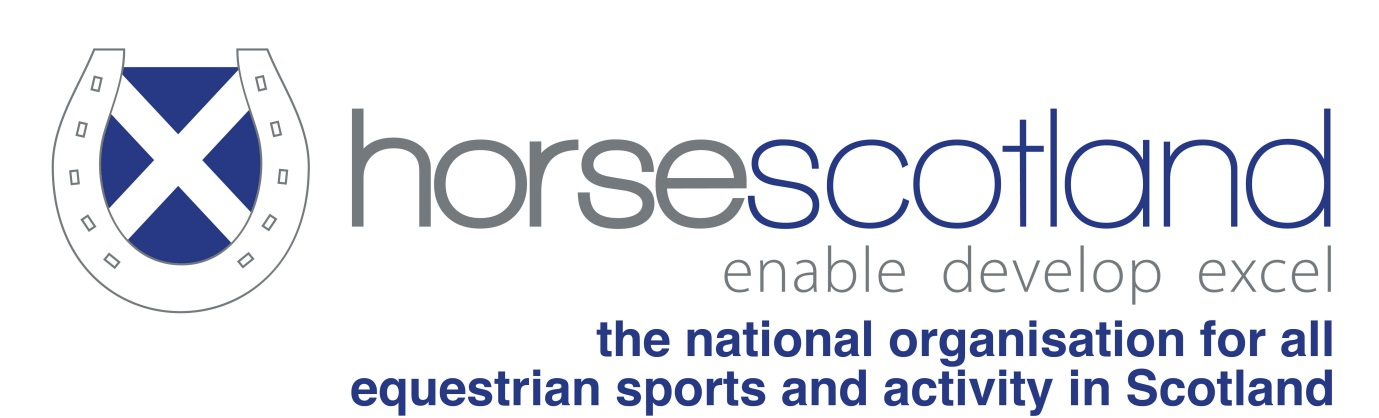 horsescotland
enable develop excel
the national organisation for all
equestrian sports and activity in Scotland